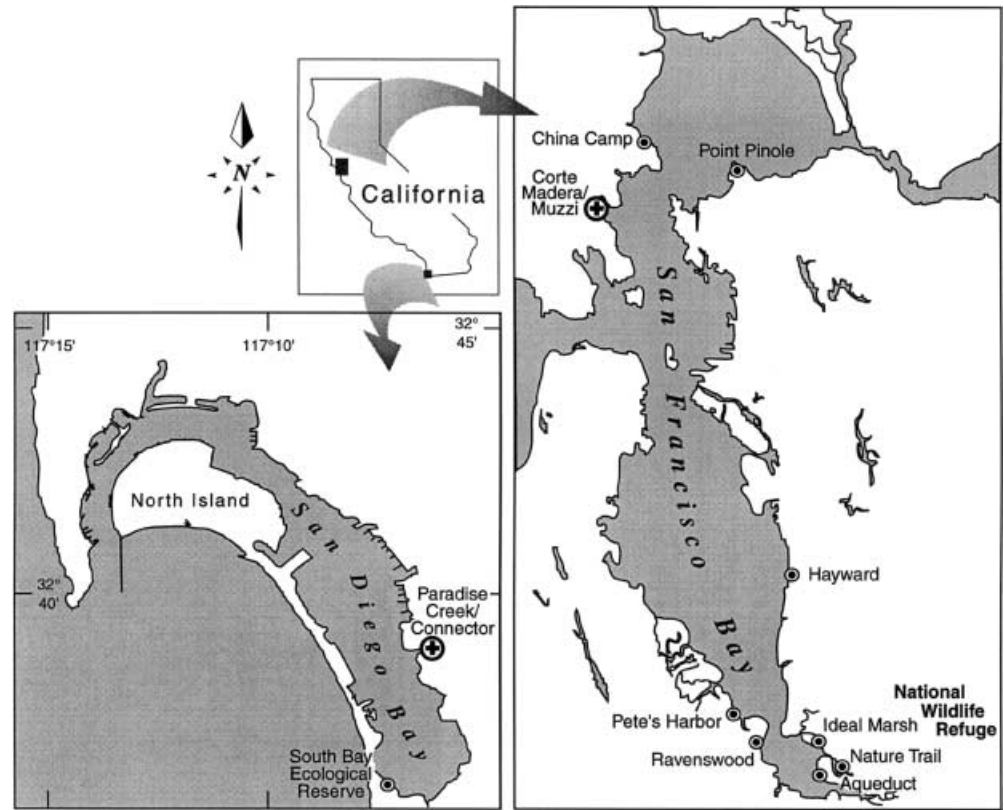 N
California
117°15'
117°10'
32°
45'
North Island
San Diego Bay
32°
40'
Paradise
Creek/
Connector
South Bay
Ecological
Reserve
China Camp
Point Pinole
Corte
Madera/
Muzzi
San Francisco Bay
Hayward
National
Wildlife
Refuge
Pete's Harbor
Ideal Marsh
Ravenswood
Nature Trail
Aqueduct